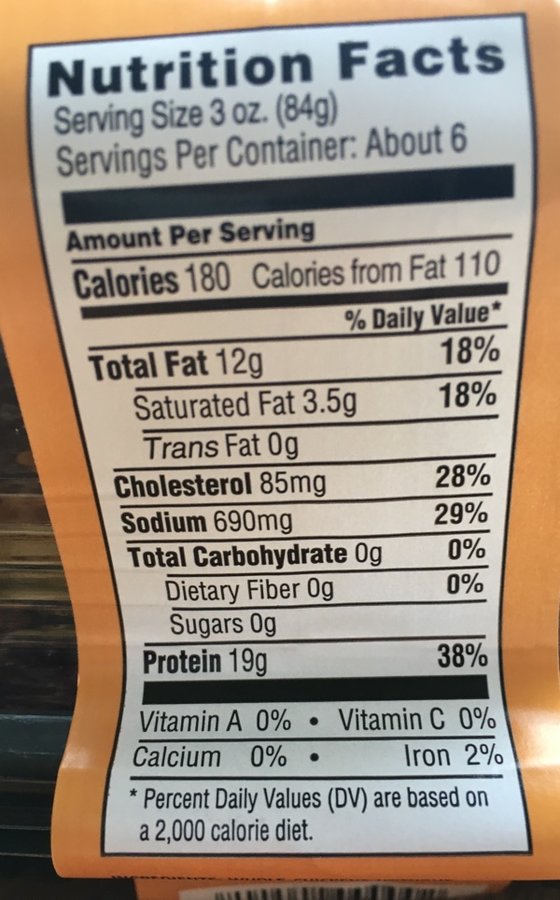 Nutrition Facts
Serving Size 3 oz. (84g)
Servings Per Container: About 6
Amount Per Serving
Calories 180 Calories from Fat 110
% Daily Value*
Total Fat 12g 18%
Saturated Fat 3.5g 18%
Trans Fat 0g
Cholesterol 85mg 28%
Sodium 690mg 29%
Total Carbohydrate 0g 0%
Dietary Fiber 0g 0%
Sugars 0g
Protein 19g 38%
Vitamin A 0% • Vitamin C 0%
Calcium 0% • Iron 2%
* Percent Daily Values (DV) are based on
a 2,000 calorie diet.